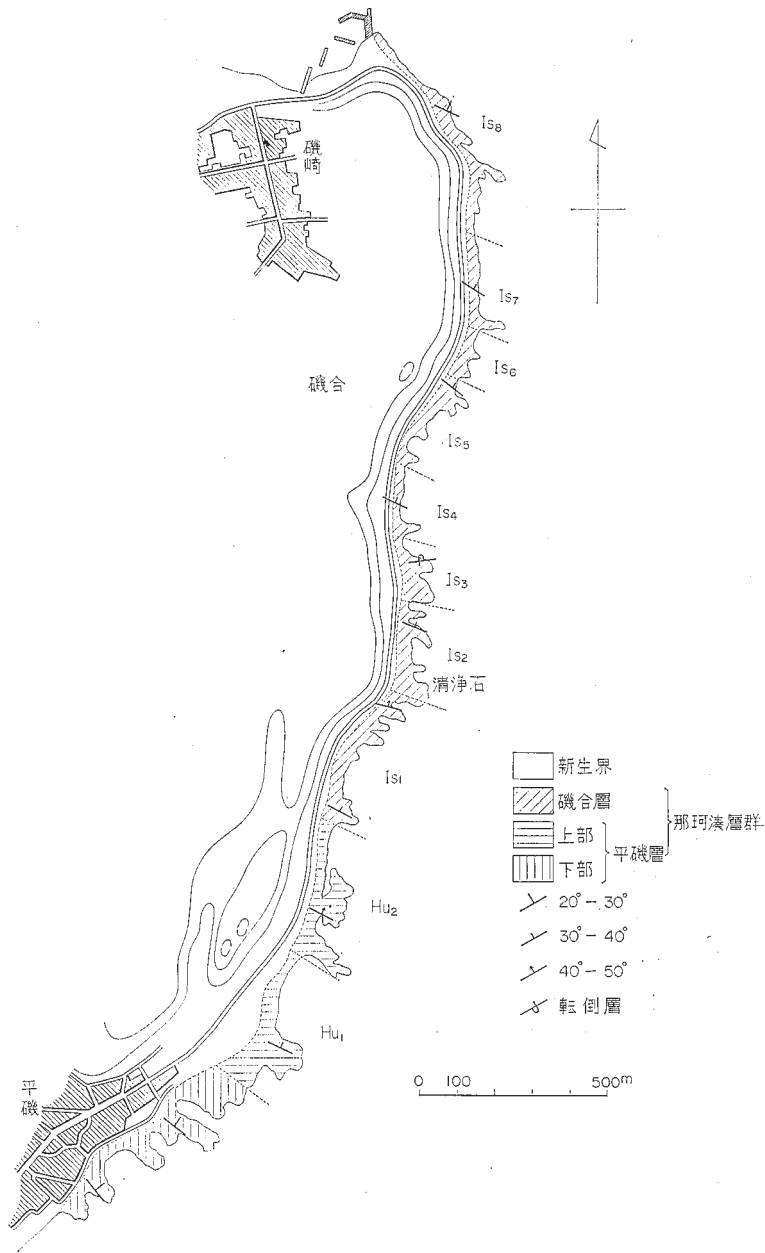 磯崎
Is8
Is7
Is6
磯合
Is5
Is4
Is3
Is2
清浄石
Is1
Hu2
Hu1
平磯
新生界
磯合層
上部
下部
平磯層
那珂湊層群
20°-30°
30°-40°
40°-50°
転倒層
0 100 500m